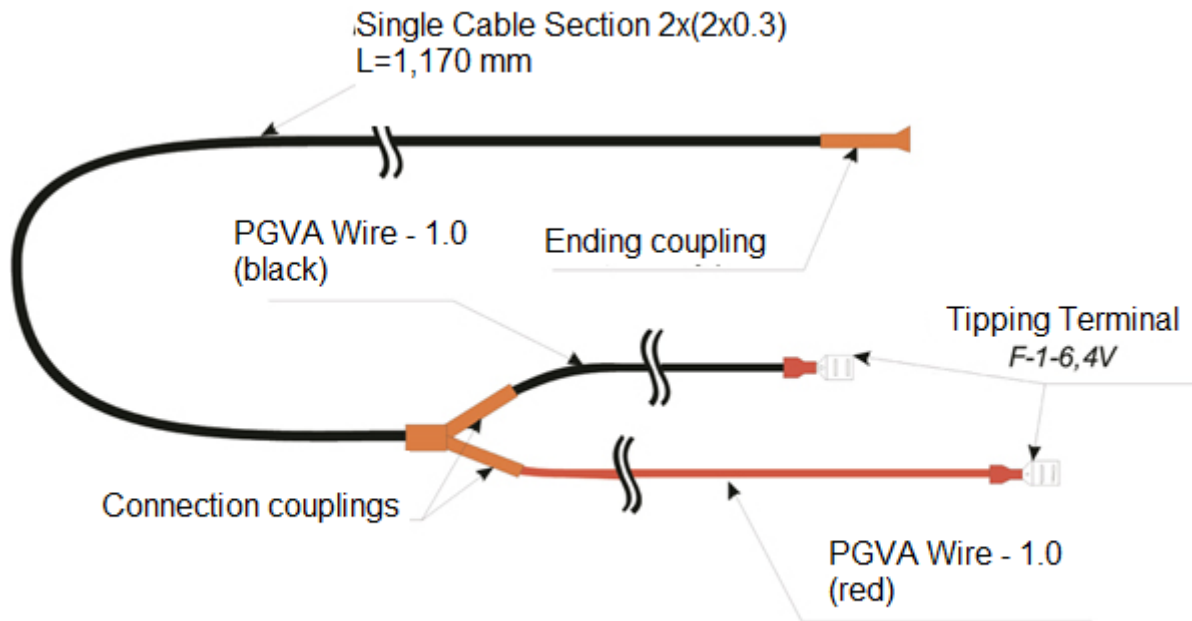 Single Cable Section 2x(2x0.3)
L=1,170 mm
PGVA Wire - 1.0
(black)
Ending coupling
Tipping Terminal
F-1-6,4V
Connection couplings
PGVA Wire - 1.0
(red)